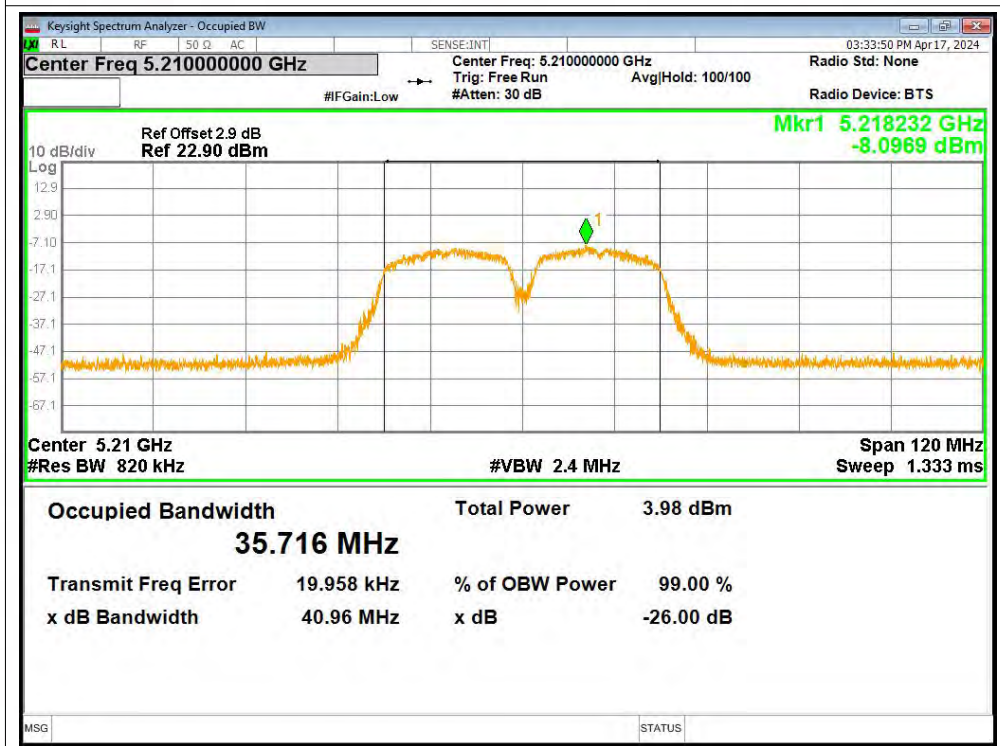 Keysight Spectrum Analyzer - Occupied BW
LXI RL RF 50 Ω AC SENSE:INT 03:33:50 PM Apr 17, 2024
Center Freq 5.210000000 GHz Center Freq: 5.210000000 GHz Radio Std: None
Trig: Free Run Avg|Hold: 100/100
#IFGain:Low #Atten: 30 dB Radio Device: BTS
Mkr1 5.218232 GHz
-8.0969 dBm
Ref Offset 2.9 dB
10 dB/div Ref 22.90 dBm
Log
12.9
2.90
1
-7.10
-17.1
-27.1
-37.1
-47.1
-57.1
-67.1
Center 5.21 GHz Span 120 MHz
#Res BW 820 kHz #VBW 2.4 MHz Sweep 1.333 ms
Occupied Bandwidth Total Power 3.98 dBm
35.716 MHz
Transmit Freq Error 19.958 kHz % of OBW Power 99.00 %
x dB Bandwidth 40.96 MHz x dB -26.00 dB
MSG STATUS